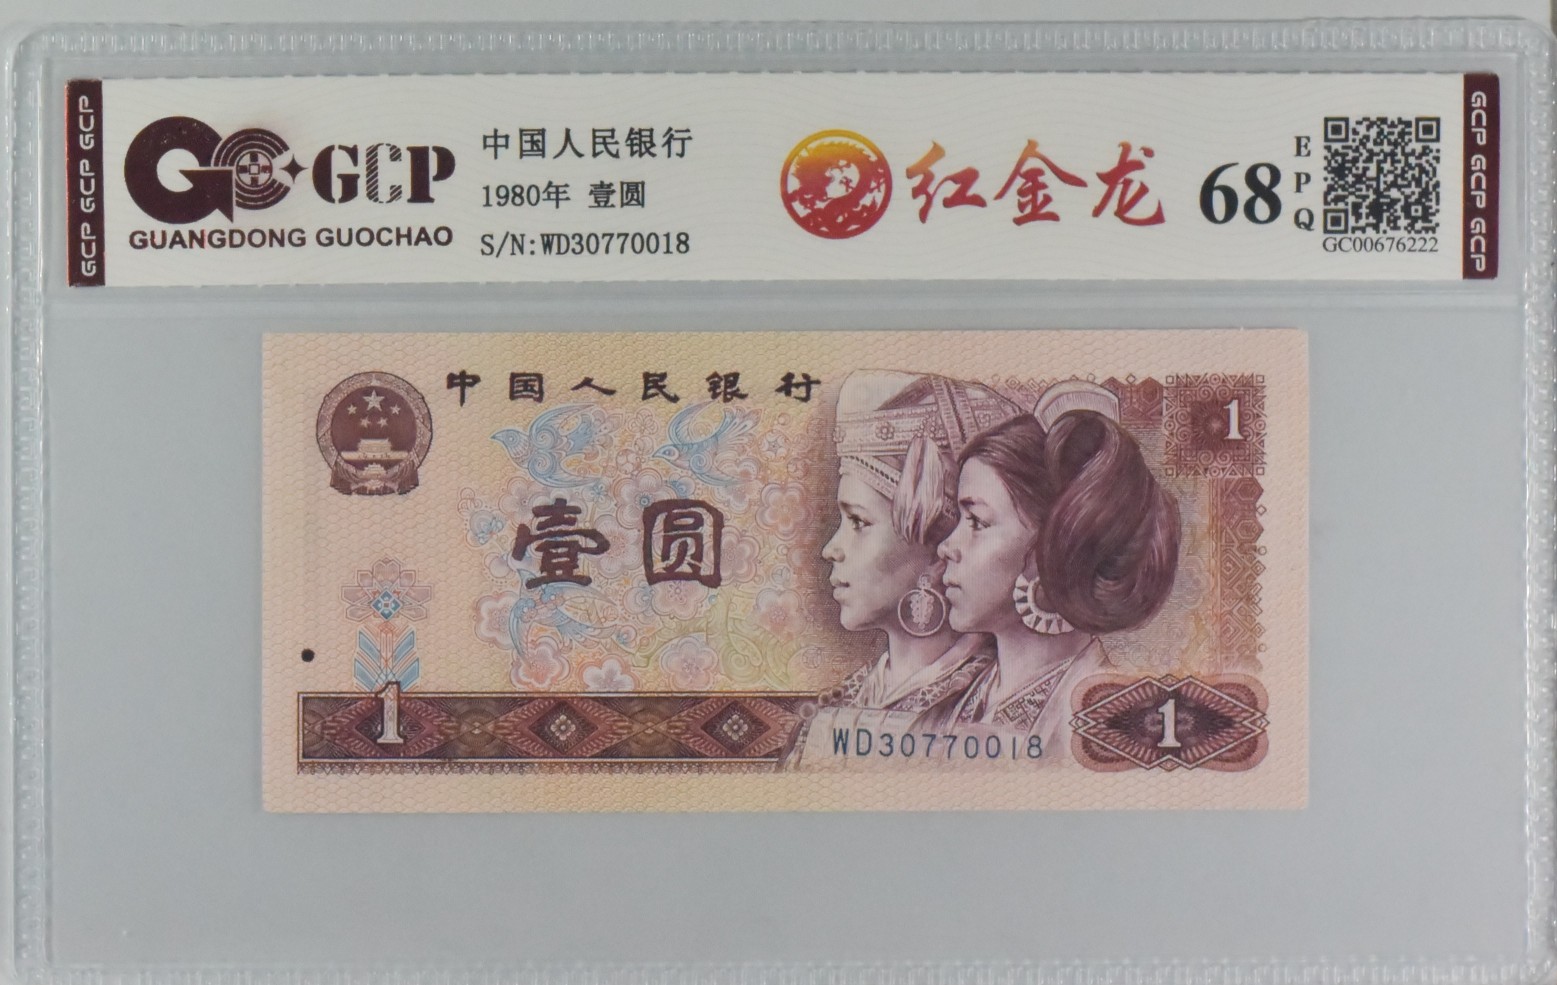 GCP GCP GCP
GCP
GUANGDONG GUOCHAO
中国人民银行
1980年 壹圆
S/N:WD30770018
红金龙
68
EPQ
GC00676222
GCP GCP GCP
中国人民银行
1
壹圆
1
WD30770018
1